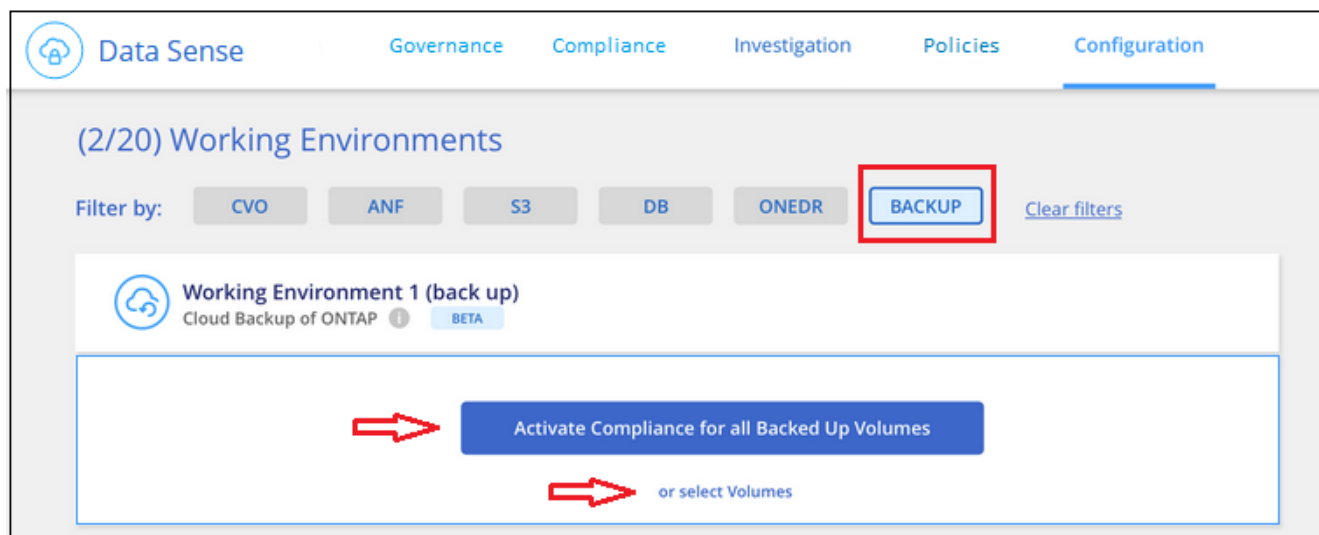 Data Sense Governance Compliance Investigation Policies Configuration
(2/20) Working Environments
Filter by: CVO ANF S3 DB ONEDR BACKUP Clear filters
Working Environment 1 (back up)
Cloud Backup of ONTAP i BETA
Activate Compliance for all Backed Up Volumes
or select Volumes